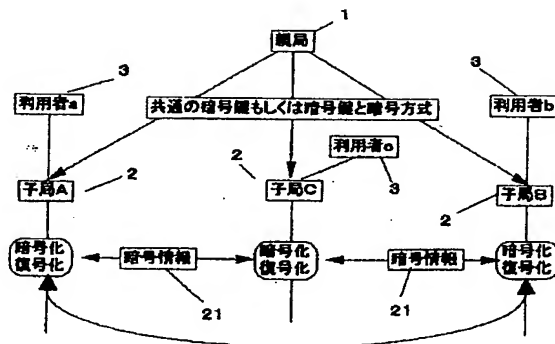 1
親局
3
利用者a
共通の暗号鍵もしくは暗号鍵と暗号方式
3
利用者b
子局A
2
2
子局C
利用者c
3
2
子局B
暗号化
復号化
暗号情報
21
暗号化
復号化
暗号情報
21
暗号化
復号化